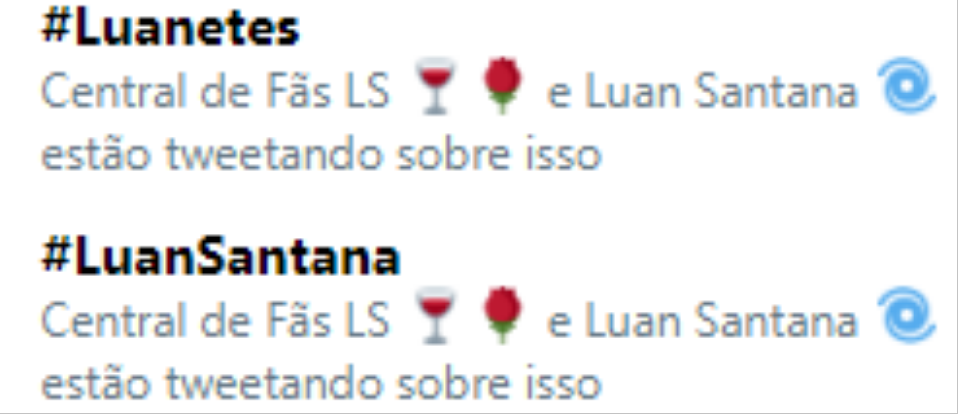 #Luanetes
Central de Fãs LS 🍷🌹 e Luan Santana 🌀
estão tweetando sobre isso
#LuanSantana
Central de Fãs LS 🍷🌹 e Luan Santana 🌀
estão tweetando sobre isso